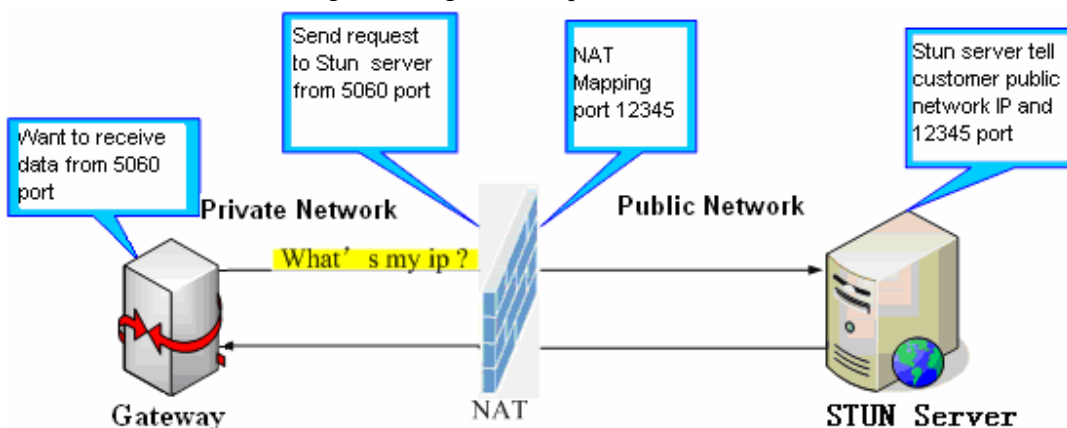 Send request
to Stun server
from 5060 port
NAT
Mapping
port 12345
Stun server tell
customer public
network IP and
12345 port
Want to receive
data from 5060
port
Private Network
Public Network
What's my ip ?
Gateway
NAT
STUN Server